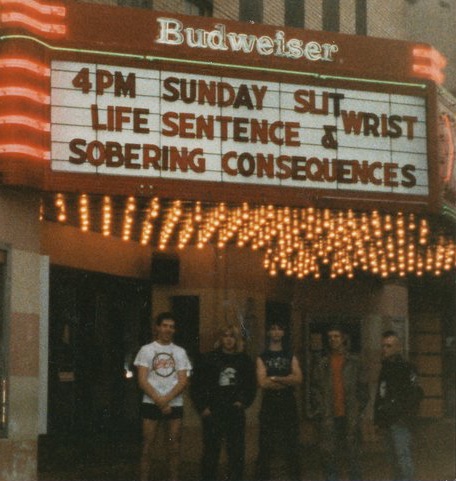 Budweiser
4PM SUNDAY SLIT WRIST
LIFE SENTENCE &
SOBERING CONSEQUENCES